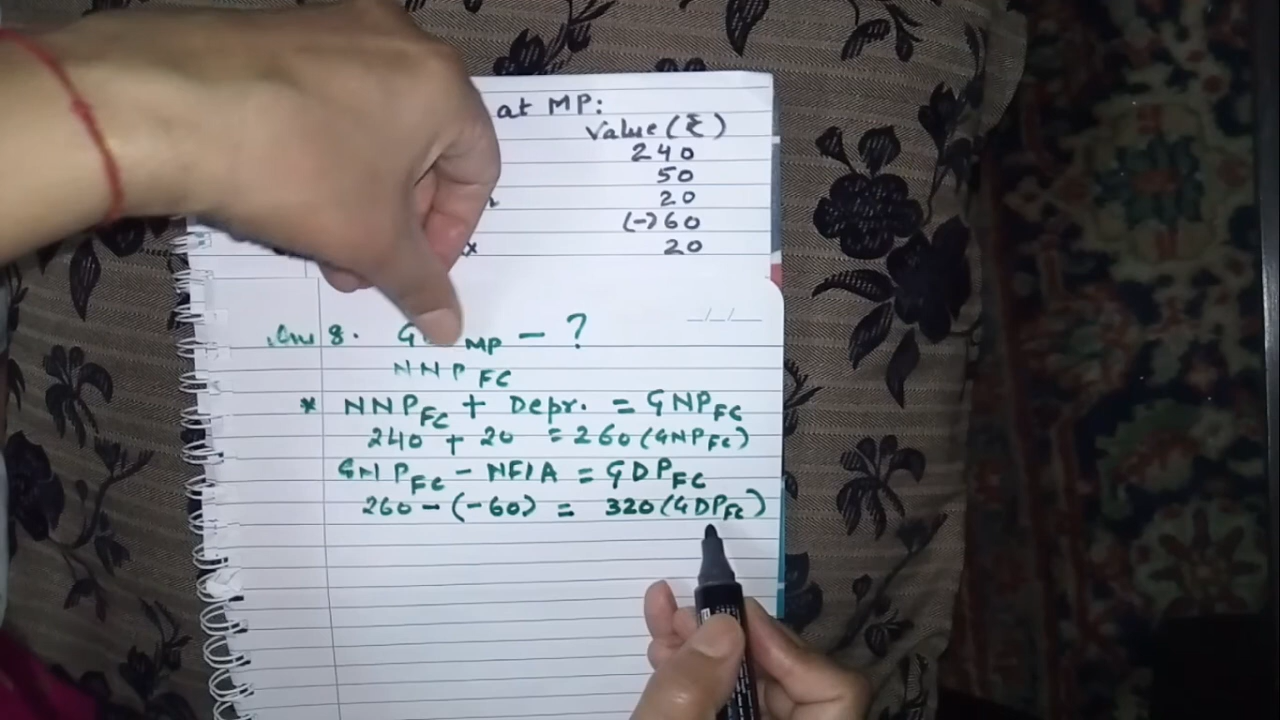 at MP:
Value (₹)
240
50
20
(-) 60
x 20
Ans 8. G MP - ?
NNP FC
* NNP FC + Depr. = GNP FC
240 + 20 = 260 (GNP FC)
GNP FC - NFIA = GDP FC
260 - (-60) = 320 (GDP FC)